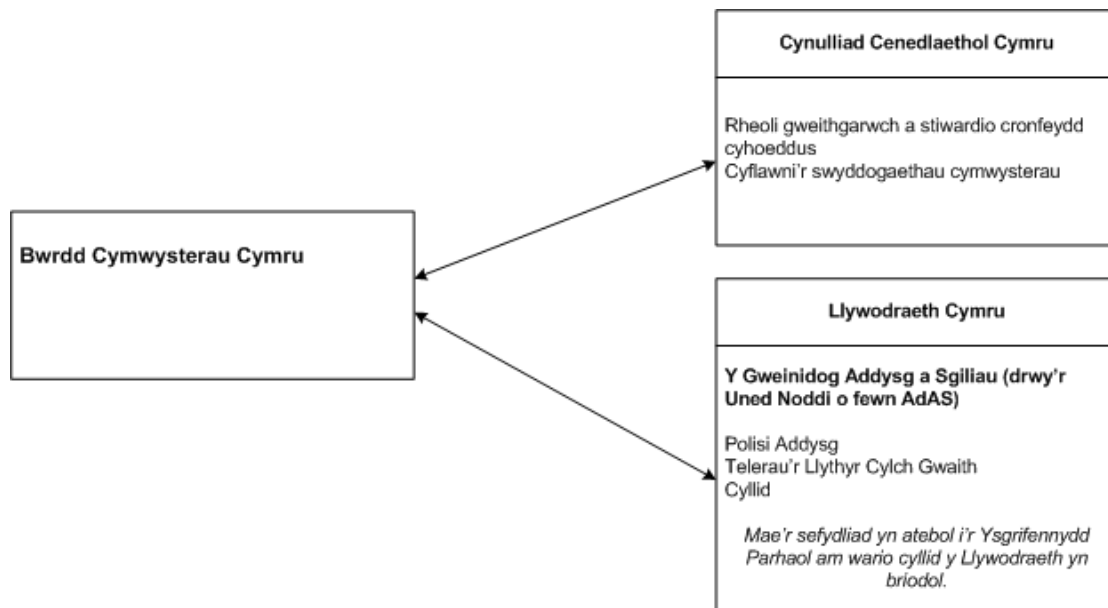 Cynulliad Cenedlaethol Cymru
Rheoli gweithgarwch a stiwardio cronfeydd
cyhoeddus
Cyflawni'r swyddogaethau cymwysterau
Bwrdd Cymwysterau Cymru
Llywodraeth Cymru
Y Gweinidog Addysg a Sgiliau (drwy'r
Uned Noddi o fewn AdAS)
Polisi Addysg
Telerau'r Llythyr Cylch Gwaith
Cyllid
Mae'r sefydliad yn atebol i'r Ysgrifennydd
Parhaol am wario cyllid y Llywodraeth yn
briodol.